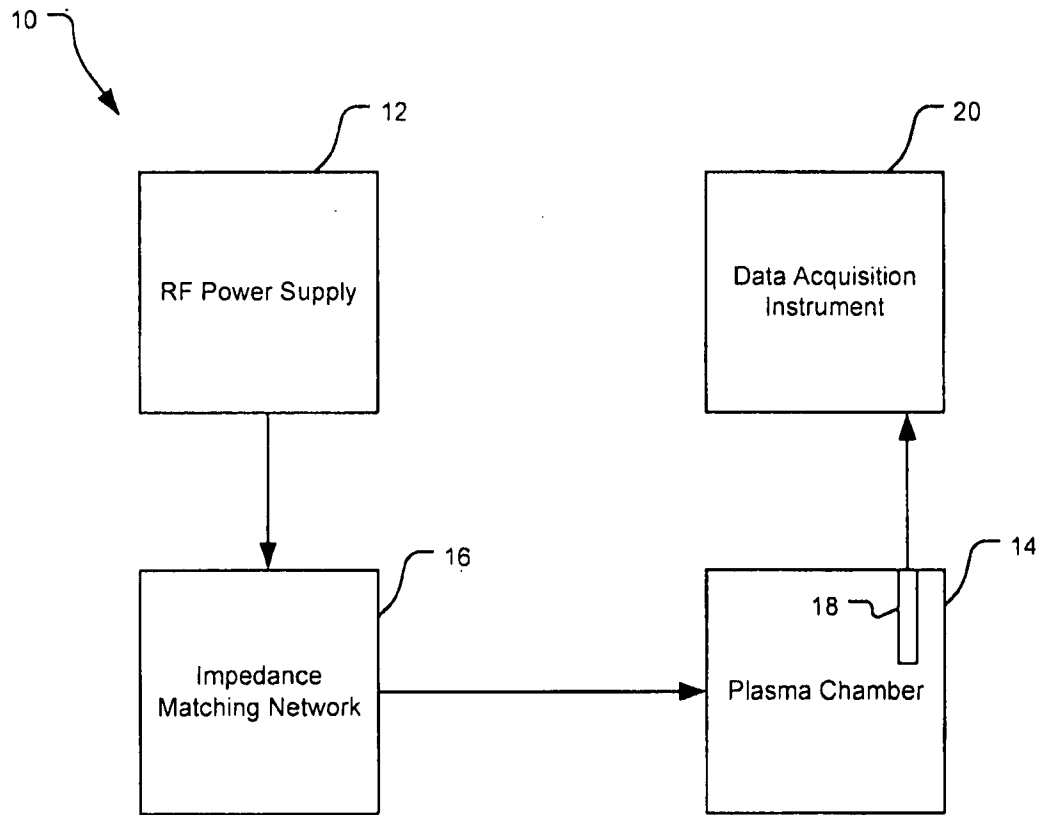 10
12
20
RF Power Supply
Data Acquisition
Instrument
16
14
18
Impedance
Matching Network
Plasma Chamber